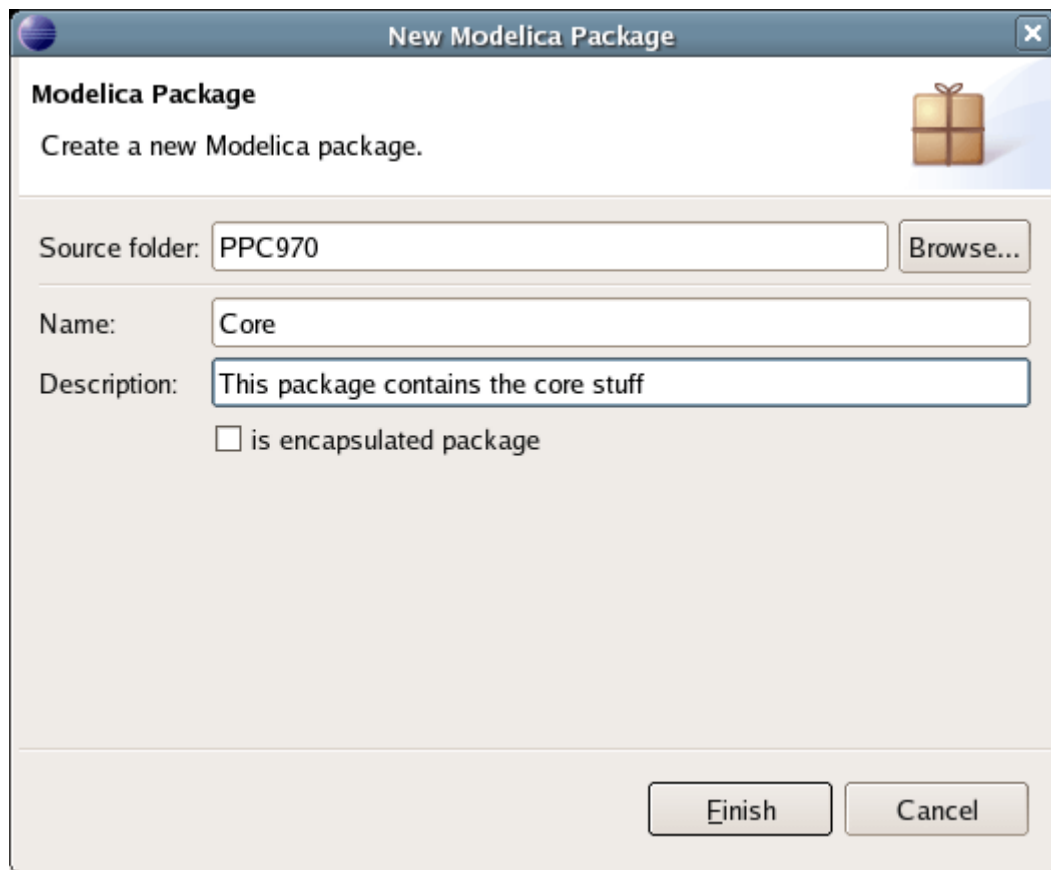 New Modelica Package
Modelica Package
Create a new Modelica package.
Source folder: PPC970 Browse...
Name: Core
Description: This package contains the core stuff
is encapsulated package
Finish Cancel